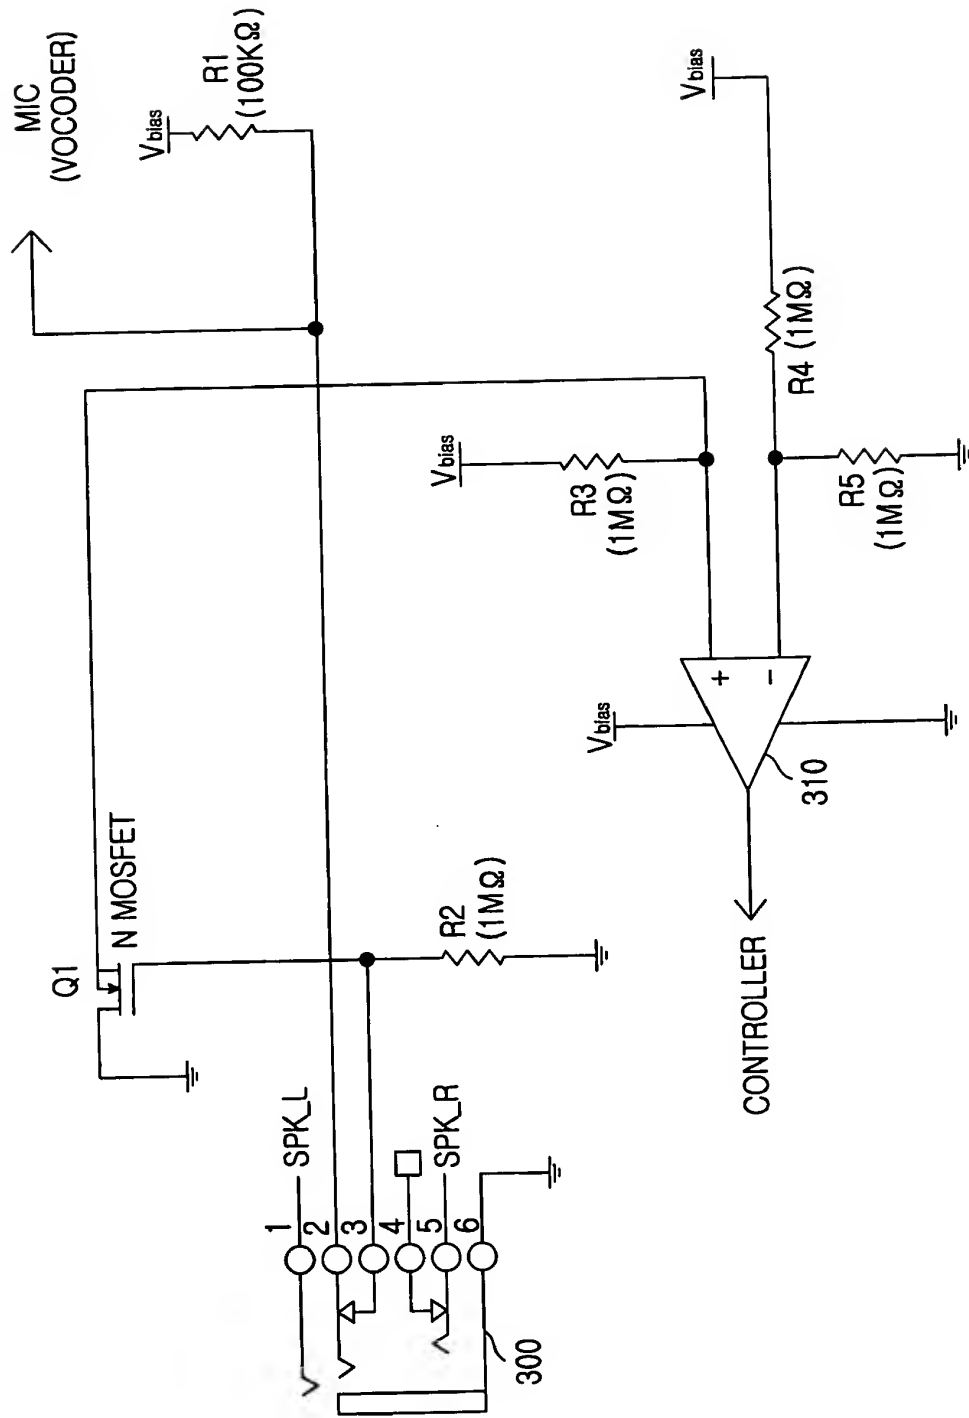 MIC
(VOCODER)
Vbias
R1
(100KΩ)
Vbias
Vbias
R3
(1MΩ)
R4 (1MΩ)
R5
(1MΩ)
Vbias
+
−
310
CONTROLLER
Q1
N MOSFET
R2
(1MΩ)
SPK_L
SPK_R
1
2
3
4
5
6
300